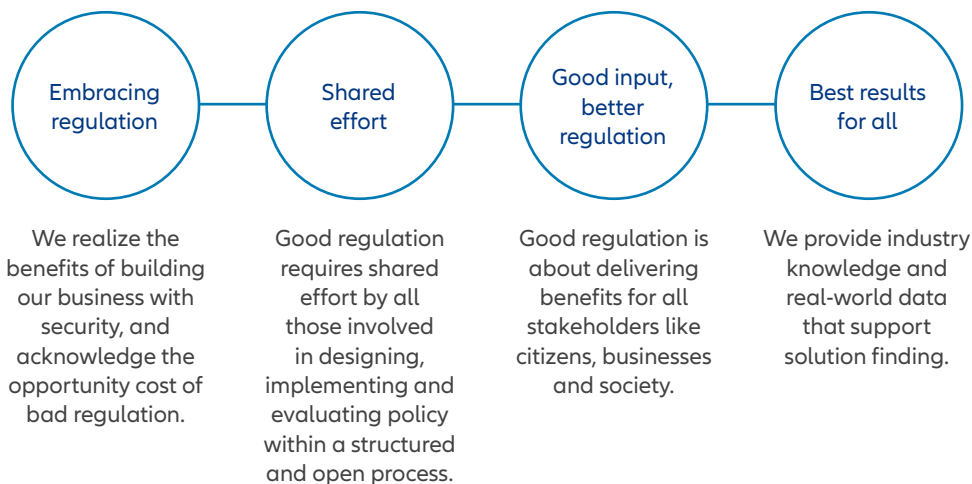 Embracing
regulation
Shared
effort
Good input,
better
regulation
Best results
for all
We realize the
benefits of building
our business with
security, and
acknowledge the
opportunity cost of
bad regulation.
Good regulation
requires shared
effort by all
those involved
in designing,
implementing and
evaluating policy
within a structured
and open process.
Good regulation is
about delivering
benefits for all
stakeholders like
citizens, businesses
and society.
We provide industry
knowledge and
real-world data
that support
solution finding.